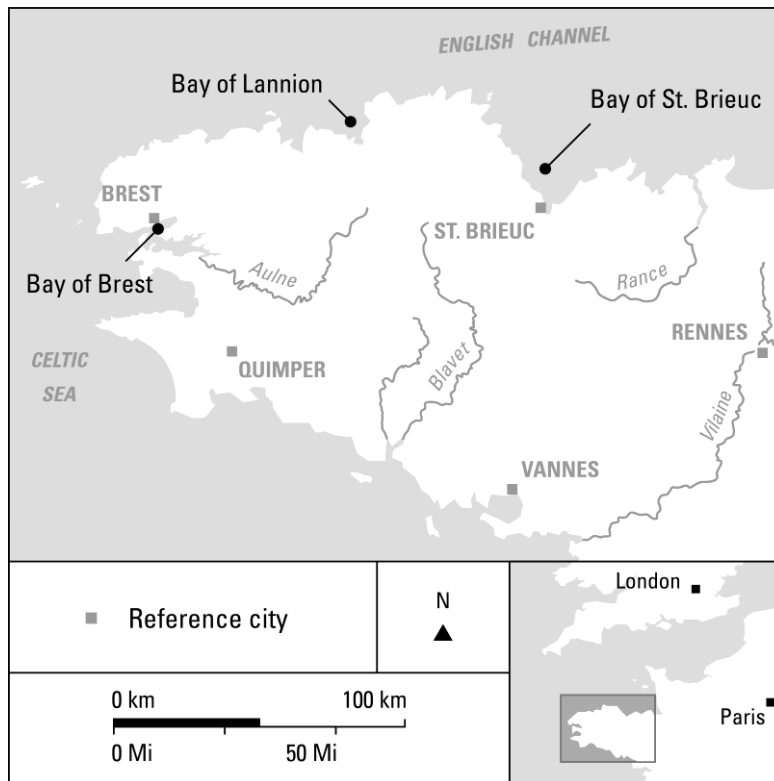 ENGLISH CHANNEL
Bay of Lannion
Bay of St. Brieuc
BREST
ST. BRIEUC
Bay of Brest
Aulne
Rance
RENNES
CELTIC
SEA
QUIMPER
Blavet
Vilaine
VANNES
London
N
Reference city
0 km 100 km
Paris
0 Mi 50 Mi